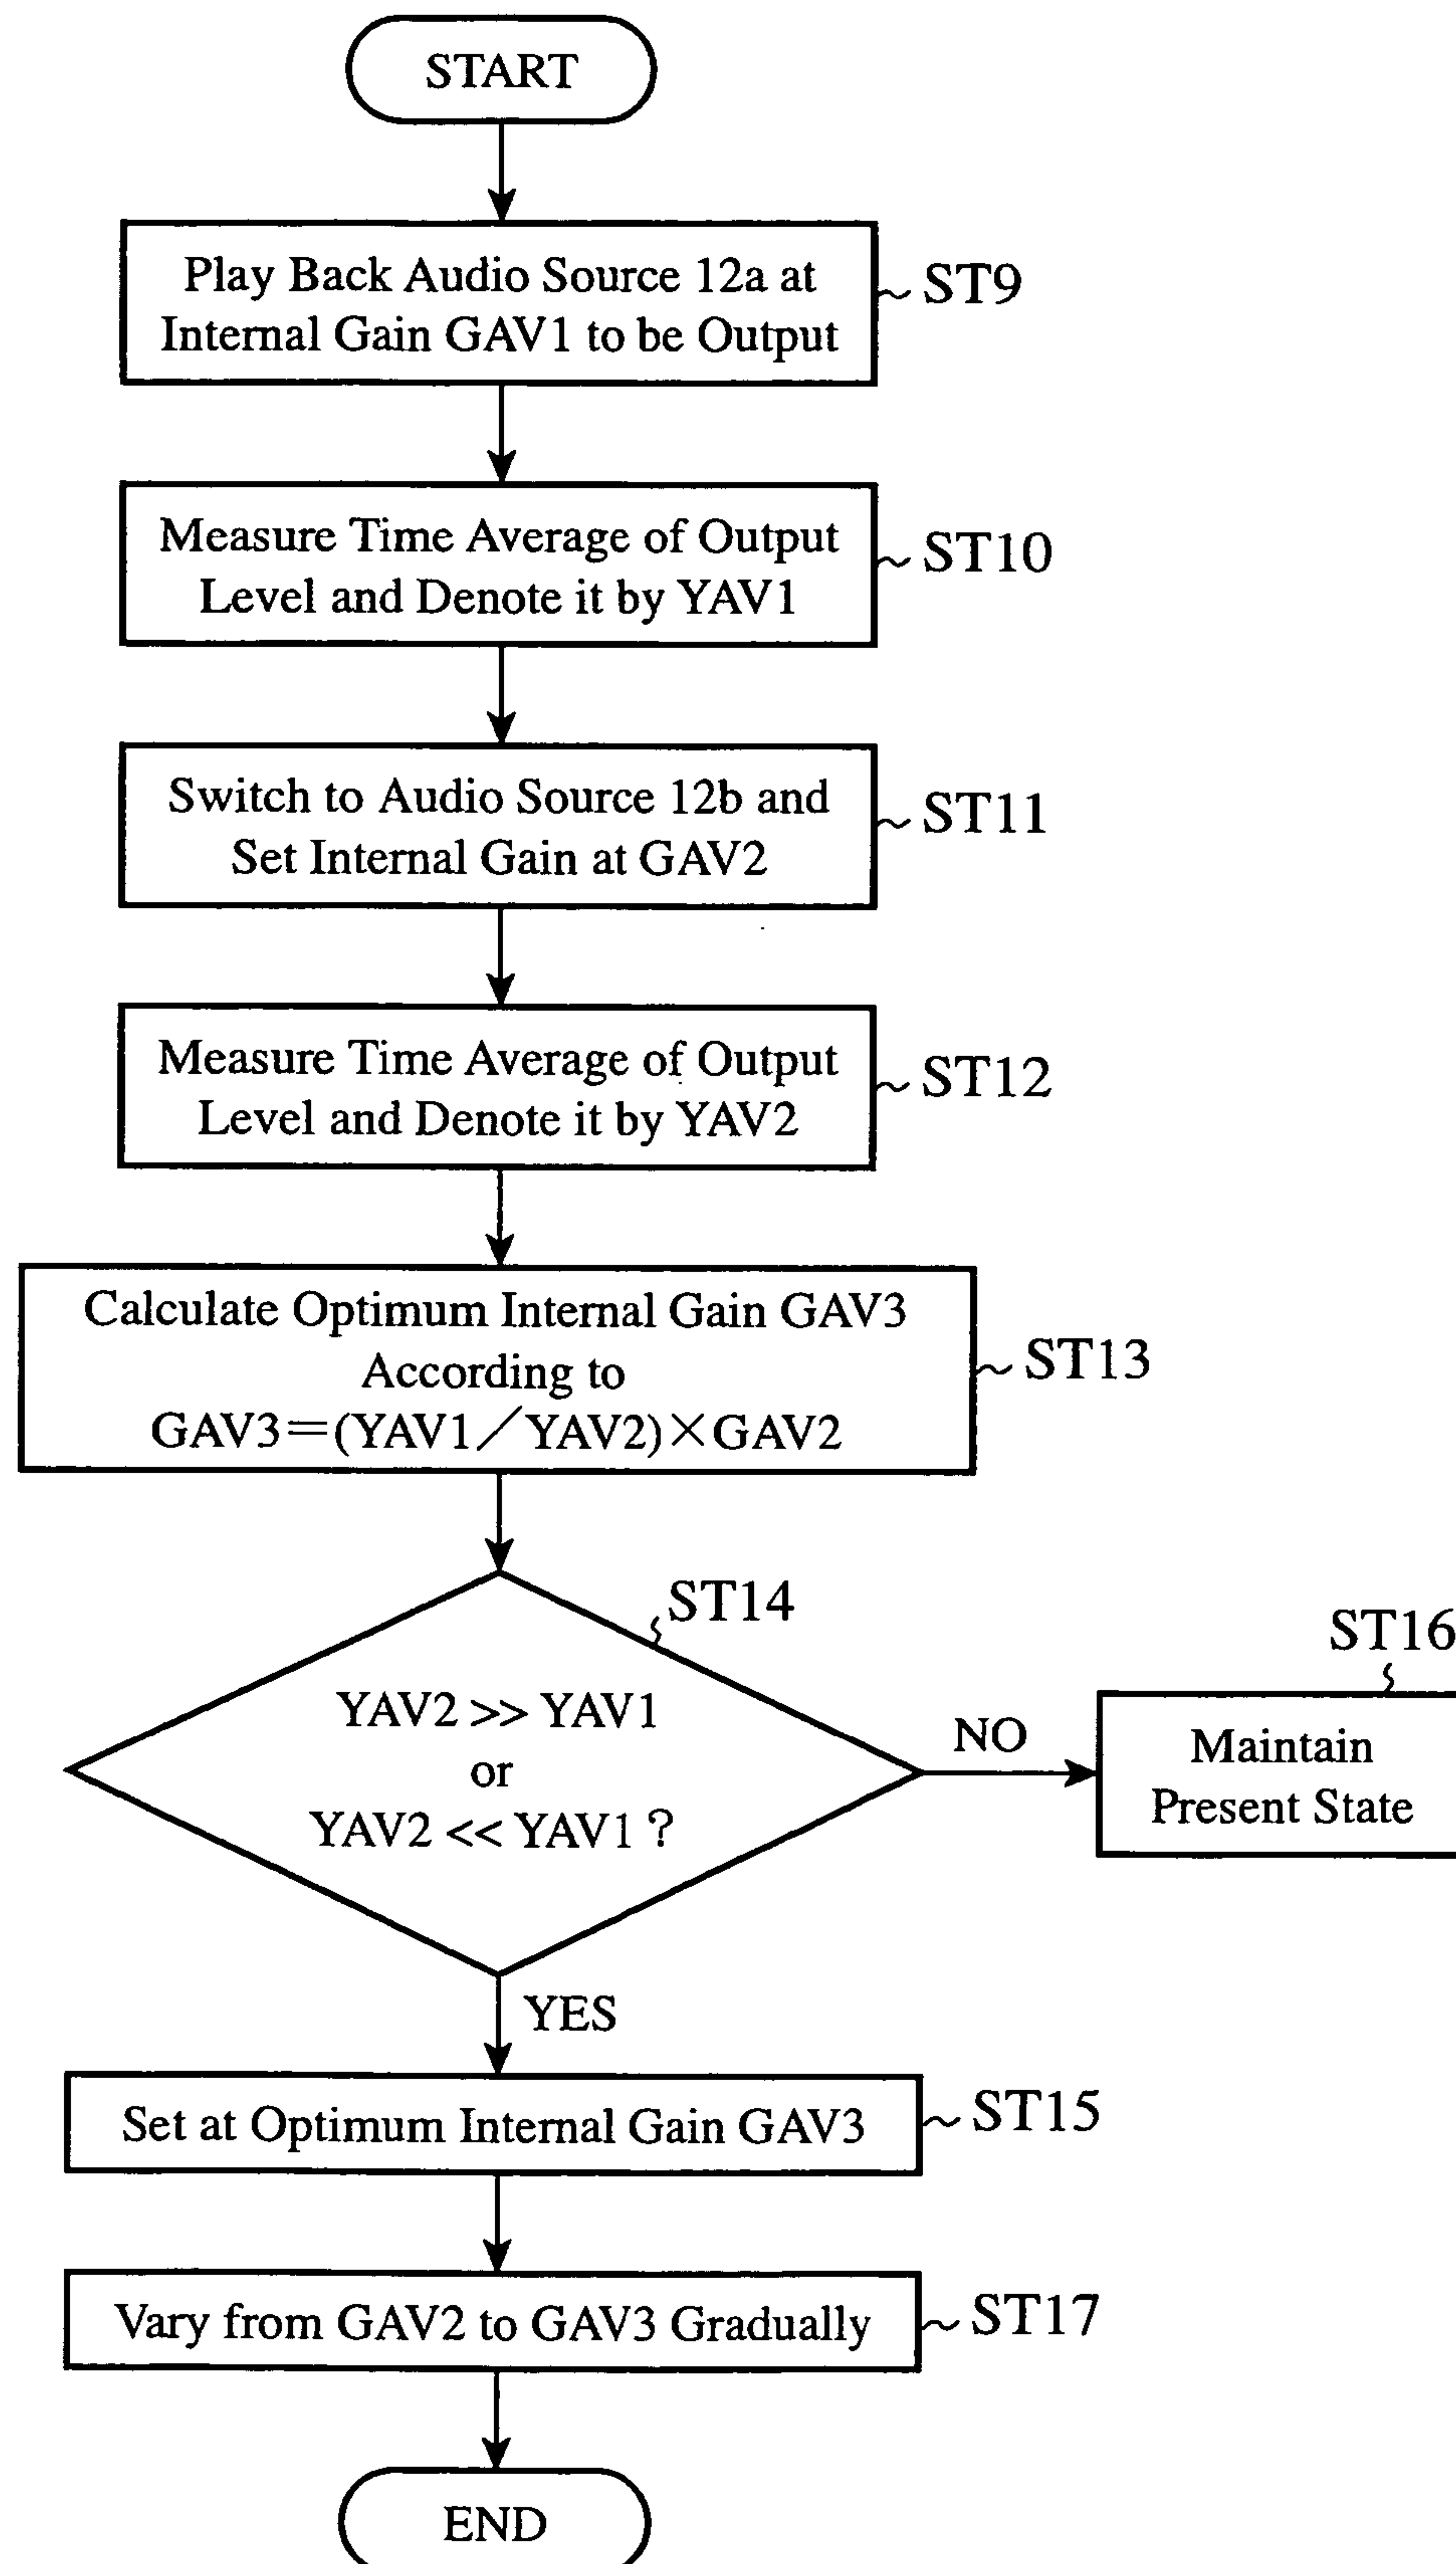 START
Play Back Audio Source 12a at
Internal Gain GAV1 to be Output
ST9
Measure Time Average of Output
Level and Denote it by YAV1
ST10
Switch to Audio Source 12b and
Set Internal Gain at GAV2
ST11
Measure Time Average of Output
Level and Denote it by YAV2
ST12
Calculate Optimum Internal Gain GAV3
According to
GAV3=(YAV1/YAV2)×GAV2
ST13
ST14
YAV2 >> YAV1
or
YAV2 << YAV1 ?
NO
ST16
Maintain
Present State
YES
Set at Optimum Internal Gain GAV3
ST15
Vary from GAV2 to GAV3 Gradually
ST17
END